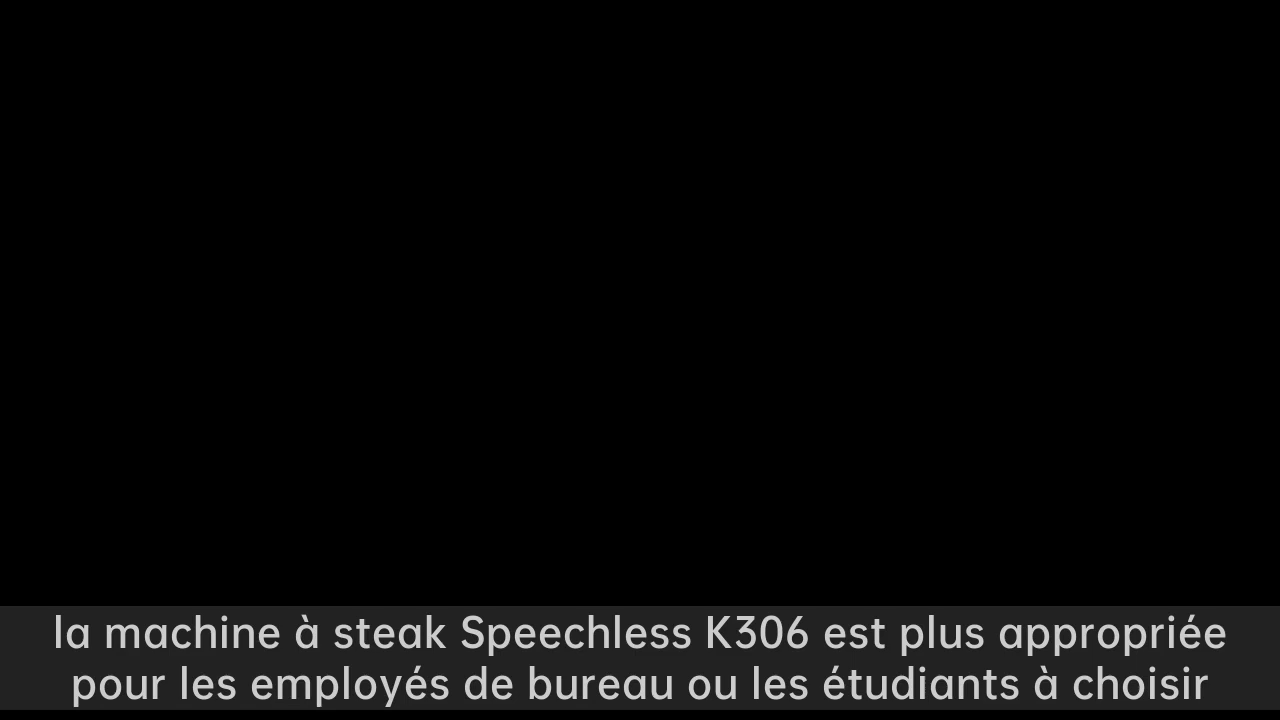 la machine à steak Speechless K306 est plus appropriée
pour les employés de bureau ou les étudiants à choisir